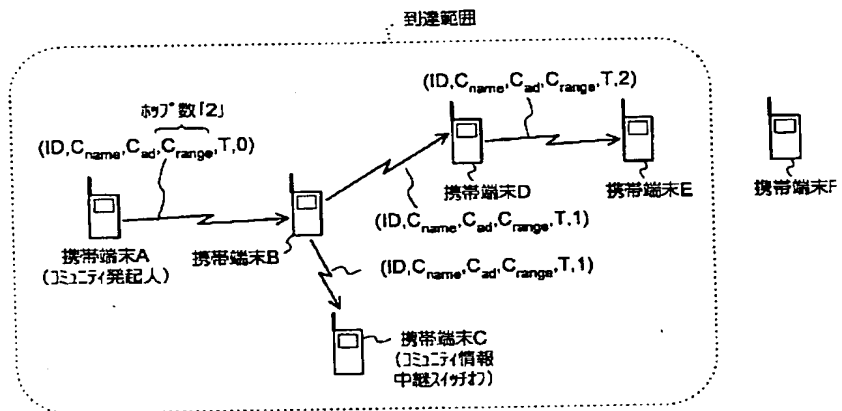 到達範囲
ﾎｯﾌﾟ数「2」
(ID,Cname,Cad,Crange,T,0)
(ID,Cname,Cad,Crange,T,2)
携帯端末A
(ｺﾐｭﾆﾃｨ発起人)
携帯端末B
携帯端末D
携帯端末E
携帯端末F
(ID,Cname,Cad,Crange,T,1)
(ID,Cname,Cad,Crange,T,1)
携帯端末C
(ｺﾐｭﾆﾃｨ情報
中継ｽｲｯﾁｵﾌ)